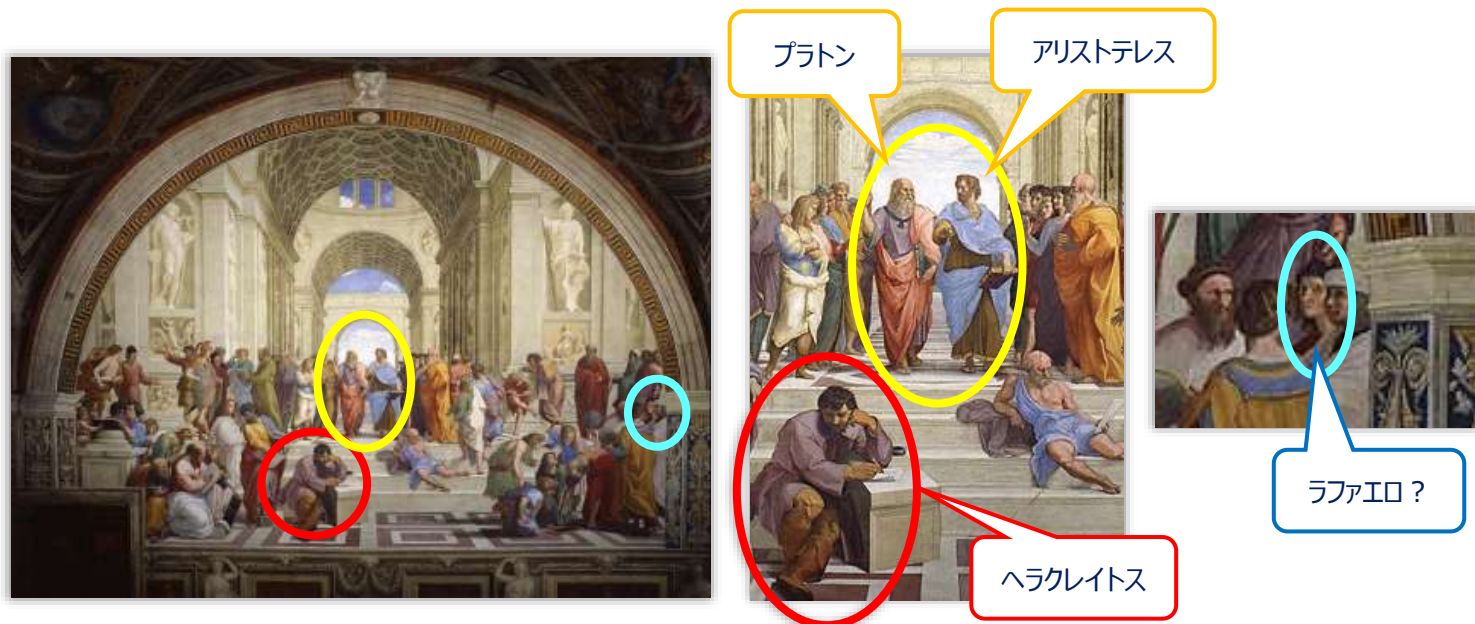 プラトン
アリストテレス
ラファエロ？
ヘラクレイトス